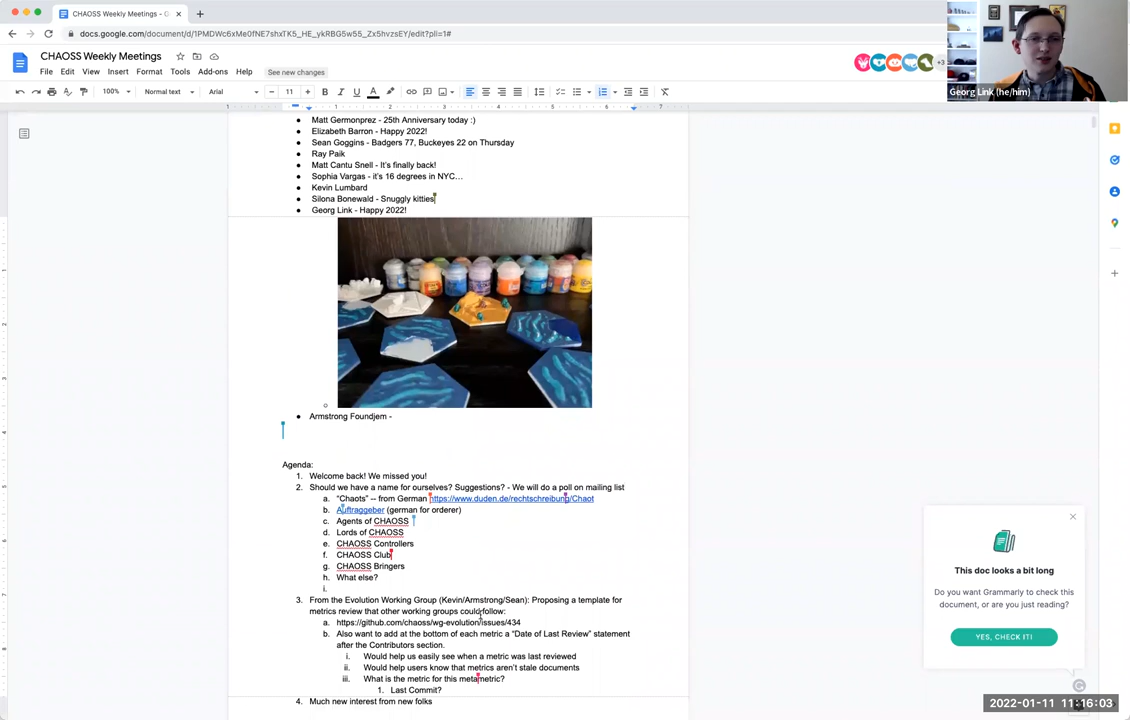 CHAOSS Weekly Meetings - G
docs.google.com/document/d/1PMDWc6xMe0fNE7shxTK5_HE_ykRBG5w55_Zx5hvzsEY/edit?pli=1#
CHAOSS Weekly Meetings
File Edit View Insert Format Tools Add-ons Help See new changes
+3
Georg Link (he/him)
100% Normal text Arial 11
1 1 2 3 4 5 6 7
Matt Germonprez - 25th Anniversary today :)
Elizabeth Barron - Happy 2022!
Sean Goggins - Badgers 77, Buckeyes 22 on Thursday
Ray Paik
Matt Cantu Snell - It's finally back!
Sophia Vargas - it's 16 degrees in NYC…
Kevin Lumbard
Silona Bonewald - Snuggly kitties
Georg Link - Happy 2022!
Armstrong Foundjem -
Agenda:
1. Welcome back! We missed you!
2. Should we have a name for ourselves? Suggestions? - We will do a poll on mailing list
a. "Chaots" -- from German https://www.duden.de/rechtschreibung/Chaot
b. Auftraggeber (german for orderer)
c. Agents of CHAOSS
d. Lords of CHAOSS
e. CHAOSS Controllers
f. CHAOSS Club
g. CHAOSS Bringers
h. What else?
i.
3. From the Evolution Working Group (Kevin/Armstrong/Sean): Proposing a template for
metrics review that other working groups could follow:
a. https://github.com/chaoss/wg-evolution/issues/434
b. Also want to add at the bottom of each metric a "Date of Last Review" statement
after the Contributors section.
i. Would help us easily see when a metric was last reviewed
ii. Would help users know that metrics aren't stale documents
iii. What is the metric for this metametric?
1. Last Commit?
4. Much new interest from new folks
This doc looks a bit long
Do you want Grammarly to check this
document, or are you just reading?
YES, CHECK IT!
2022-01-11 11:16:03